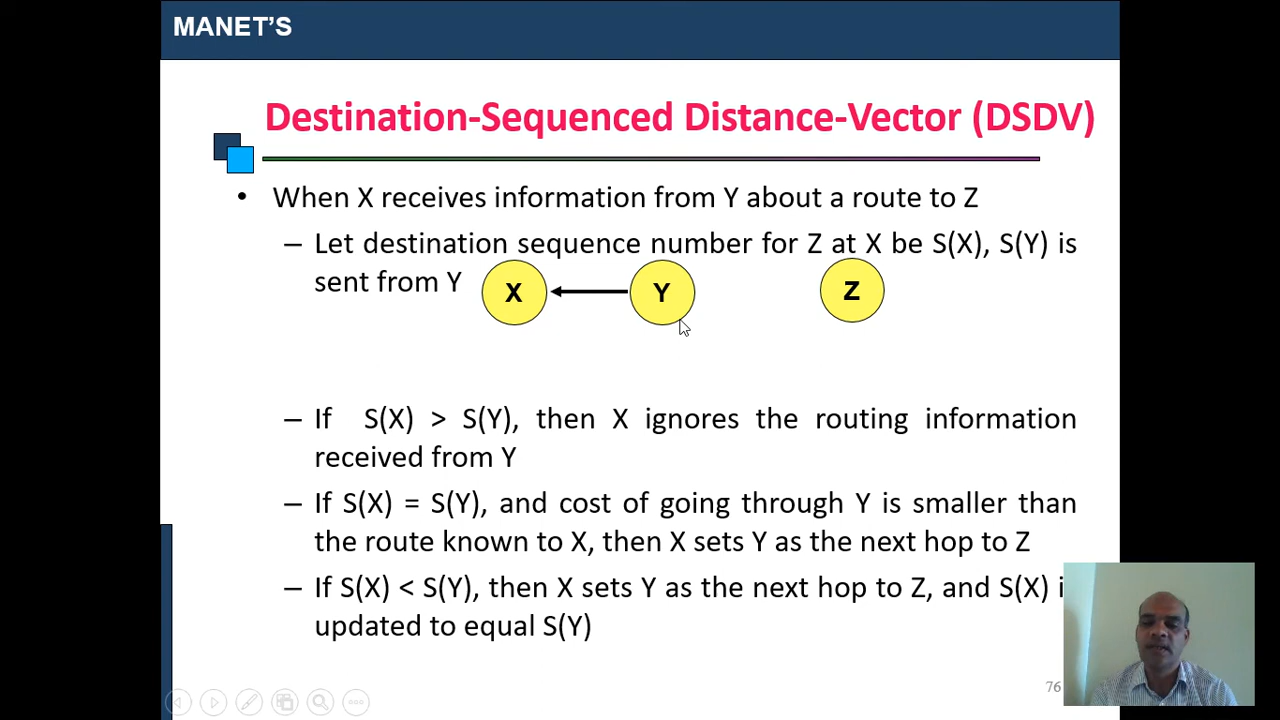 MANET'S
Destination-Sequenced Distance-Vector (DSDV)
• When X receives information from Y about a route to Z
– Let destination sequence number for Z at X be S(X), S(Y) is
sent from Y
X Y Z
– If S(X) > S(Y), then X ignores the routing information
received from Y
– If S(X) = S(Y), and cost of going through Y is smaller than
the route known to X, then X sets Y as the next hop to Z
– If S(X) < S(Y), then X sets Y as the next hop to Z, and S(X) i
updated to equal S(Y)
76